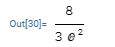 Out[30]= 8
3 ℯ²